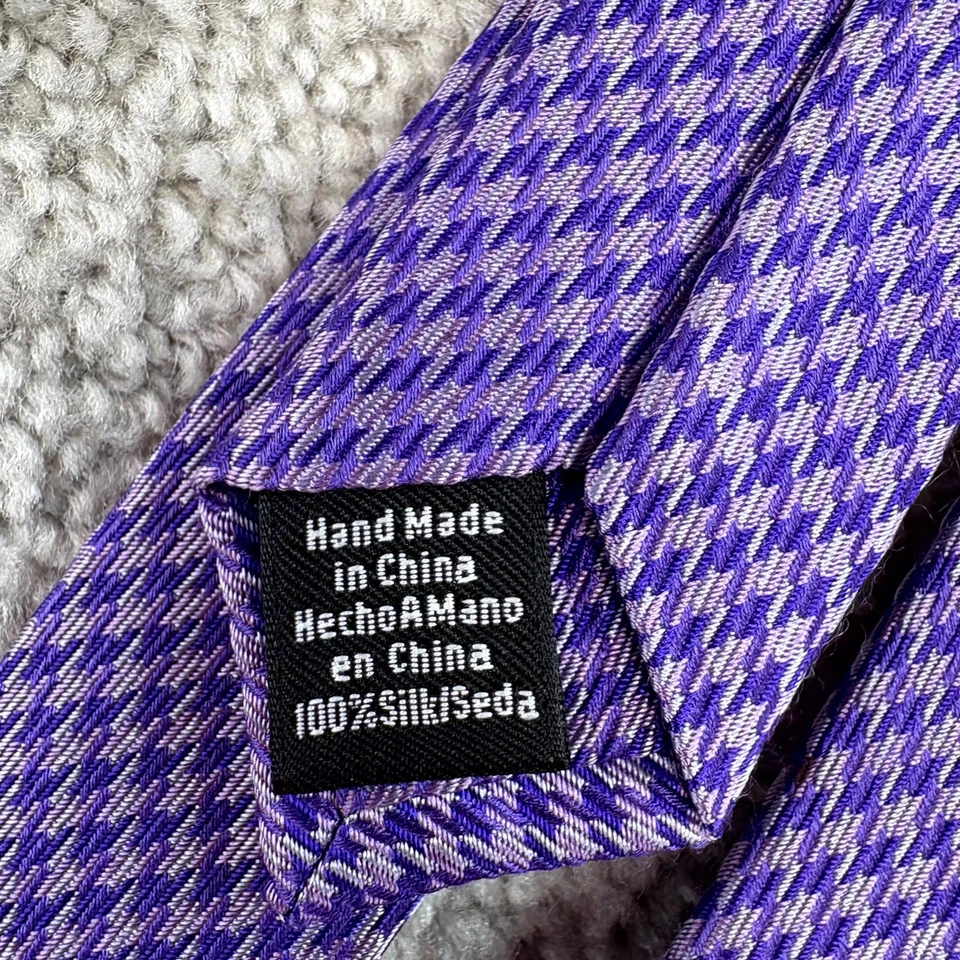 Hand Made
in China
HechoAMano
en China
100%Silk/Seda